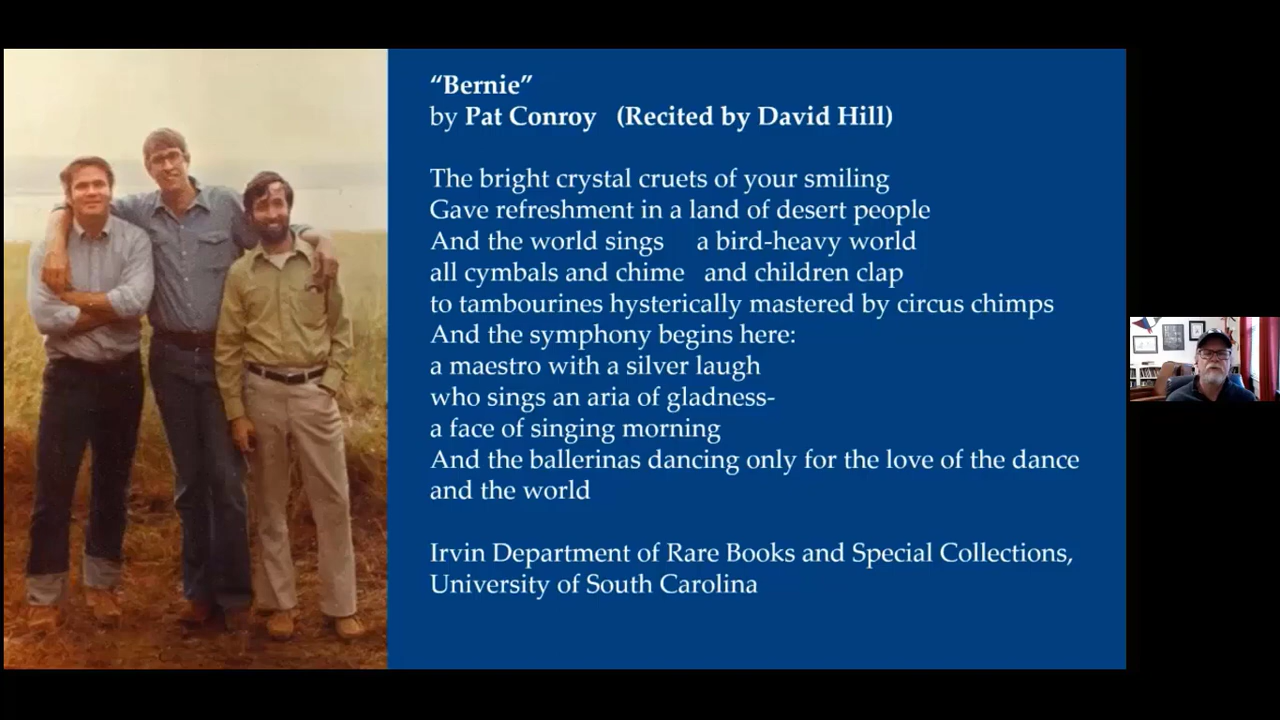 “Bernie”
by Pat Conroy (Recited by David Hill)
The bright crystal cruets of your smiling
Gave refreshment in a land of desert people
And the world sings a bird-heavy world
all cymbals and chime and children clap
to tambourines hysterically mastered by circus chimps
And the symphony begins here:
a maestro with a silver laugh
who sings an aria of gladness-
a face of singing morning
And the ballerinas dancing only for the love of the dance
and the world
Irvin Department of Rare Books and Special Collections,
University of South Carolina